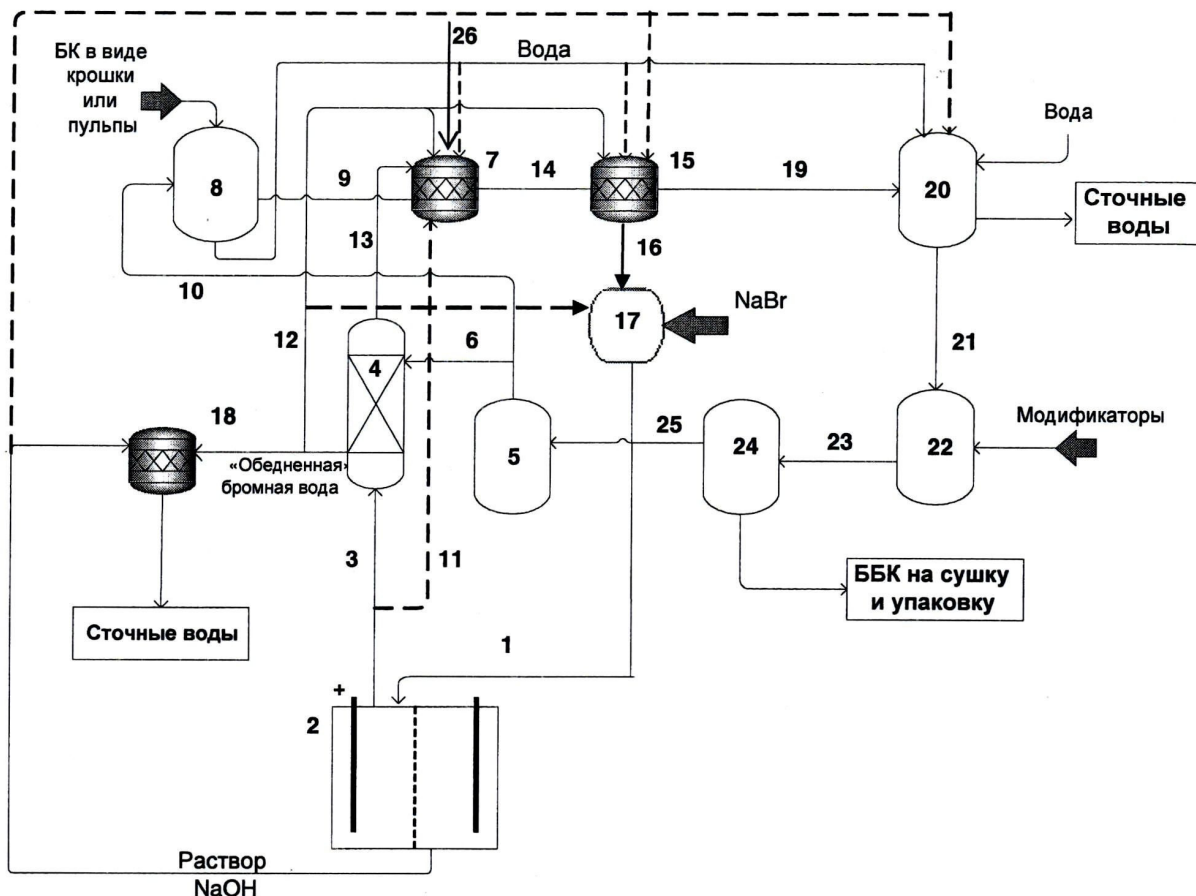 БК в виде
крошки
или
пульпы
26
Вода
8
9
7
14
15
19
Вода
20
Сточные
воды
13
16
10
17
NaBr
12
6
4
21
18
5
25
24
23
22
Модификаторы
«Обедненная»
бромная вода
3
11
ББК на сушку
и упаковку
Сточные воды
1
+
2
Раствор
NaOH